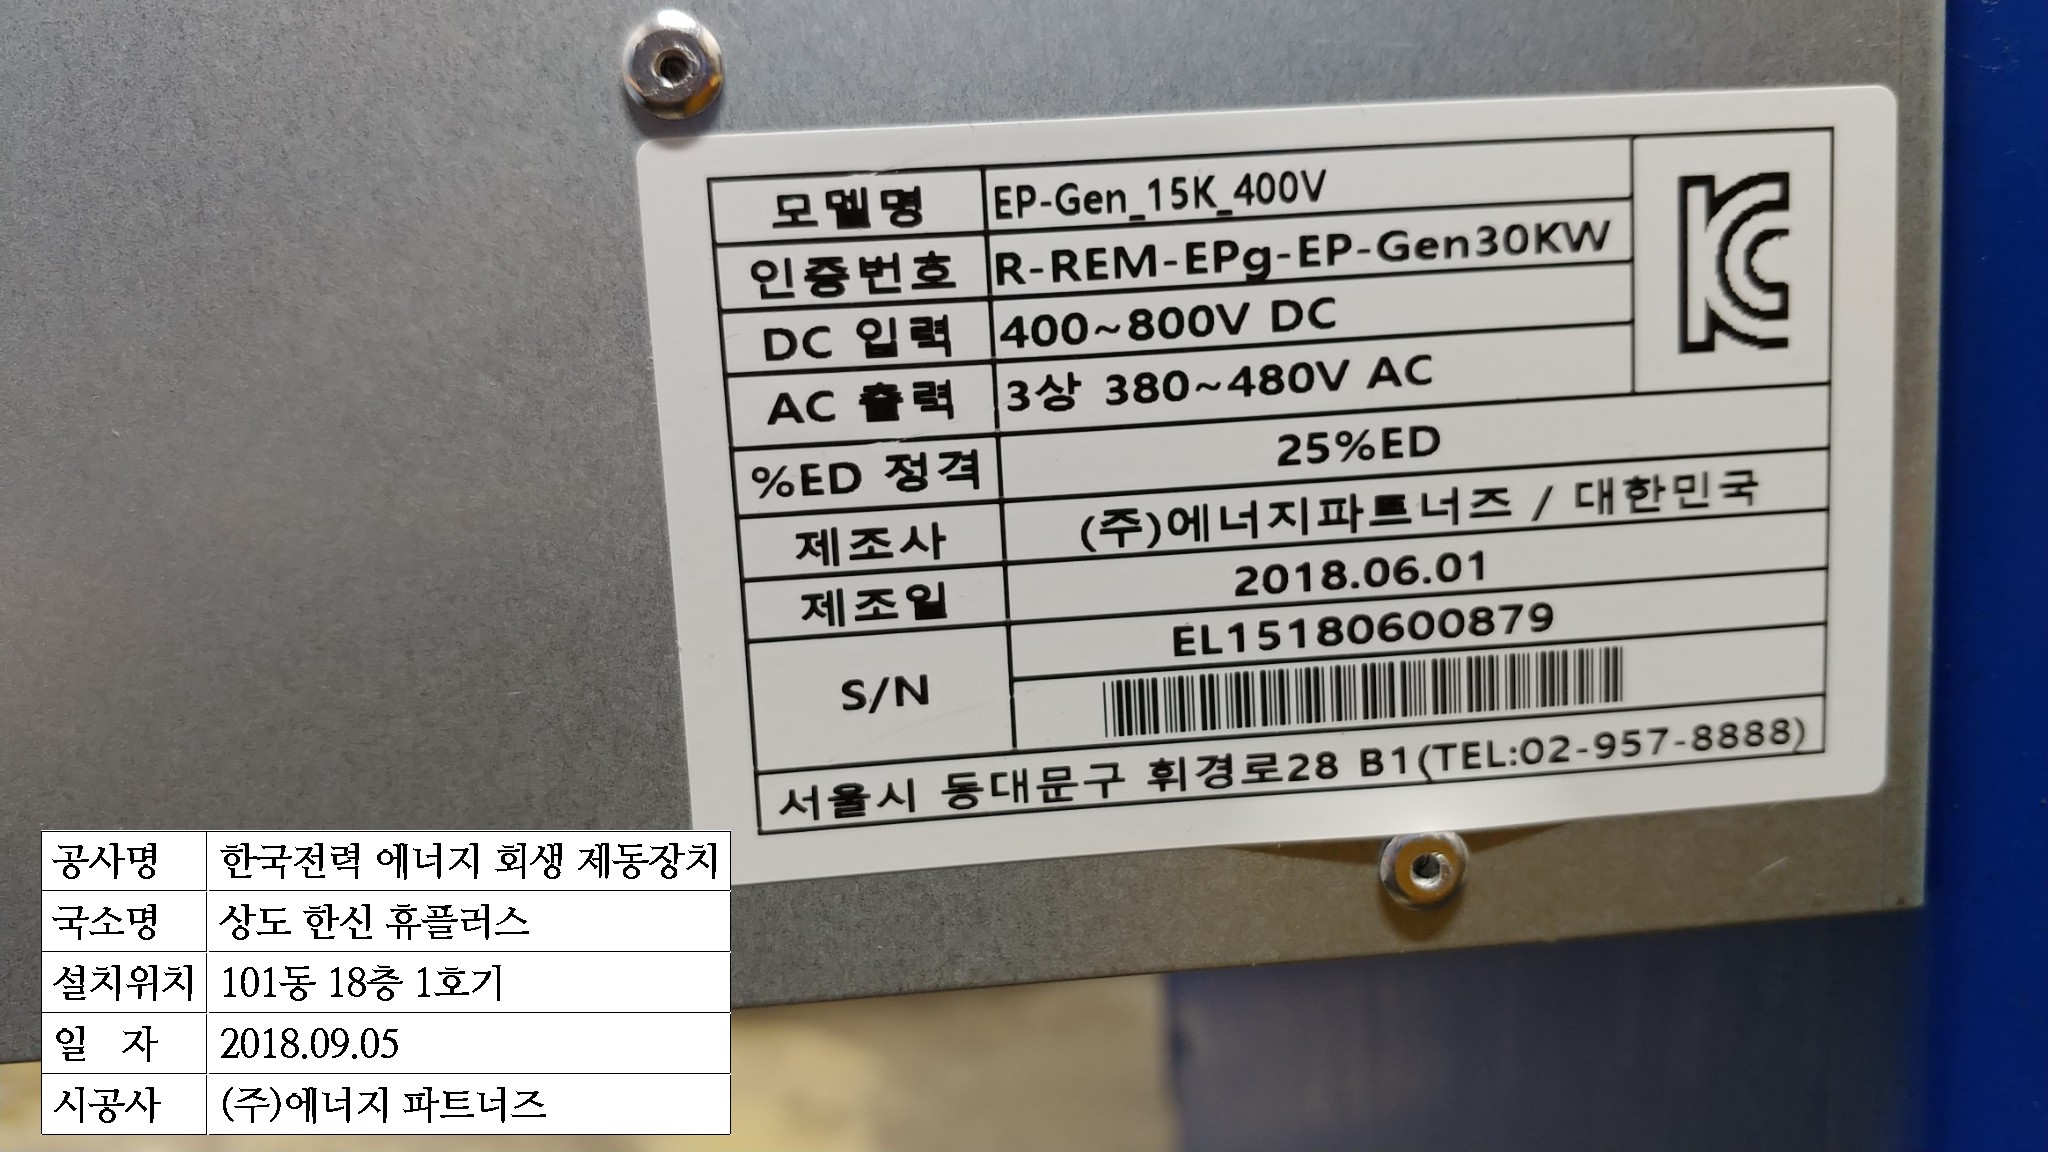 모델명 EP-Gen_15K_400V
인증번호 R-REM-EPg-EP-Gen30KW
DC 입력 400~800V DC
AC 출력 3상 380~480V AC
%ED 정격 25%ED
제조사 (주)에너지파트너즈 / 대한민국
제조일 2018.06.01
S/N EL15180600879
서울시 동대문구 휘경로28 B1(TEL:02-957-8888)
공사명 한국전력 에너지 회생 제동장치
국소명 상도 한신 휴플러스
설치위치 101동 18층 1호기
일 자 2018.09.05
시공사 (주)에너지 파트너즈